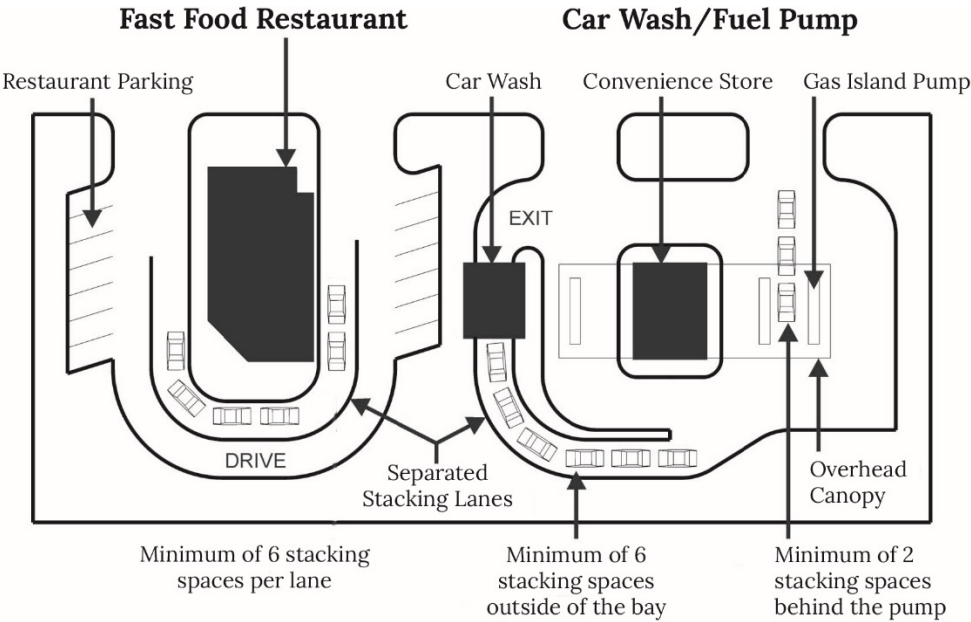 Fast Food Restaurant
Car Wash/Fuel Pump
Restaurant Parking
Car Wash
Convenience Store
Gas Island Pump
EXIT
DRIVE
Separated
Stacking Lanes
Overhead
Canopy
Minimum of 6 stacking
spaces per lane
Minimum of 6
stacking spaces
outside of the bay
Minimum of 2
stacking spaces
behind the pump